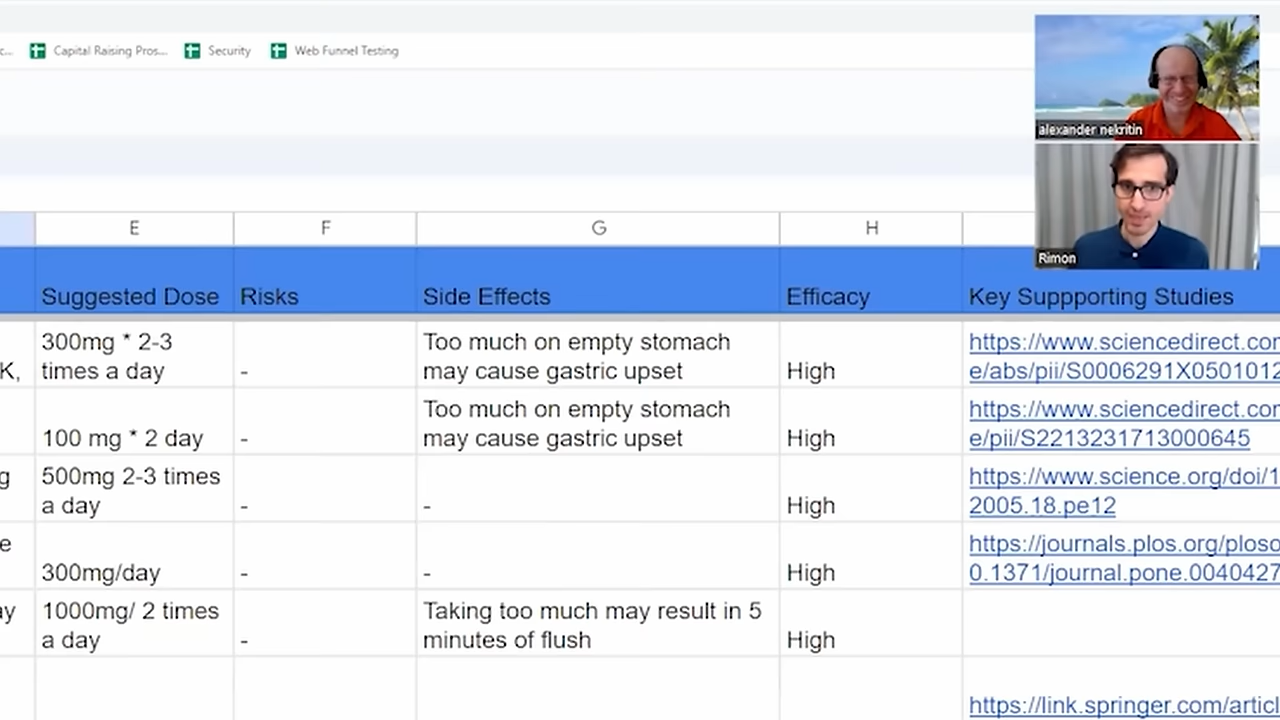 c... Capital Raising Pros... Security Web Funnel Testing
alexander nekritin
Rimon
E F G H
Suggested Dose Risks Side Effects Efficacy Key Suppporting Studies
300mg * 2-3 Too much on empty stomach https://www.sciencedirect.con
K, times a day - may cause gastric upset High e/abs/pii/S0006291X0501012
Too much on empty stomach https://www.sciencedirect.con
100 mg * 2 day - may cause gastric upset High e/pii/S2213231713000645
g 500mg 2-3 times https://www.science.org/doi/1
a day - - High 2005.18.pe12
e https://journals.plos.org/ploso
300mg/day - - High 0.1371/journal.pone.0040427
ay 1000mg/ 2 times Taking too much may result in 5
a day - minutes of flush High
https://link.springer.com/articl